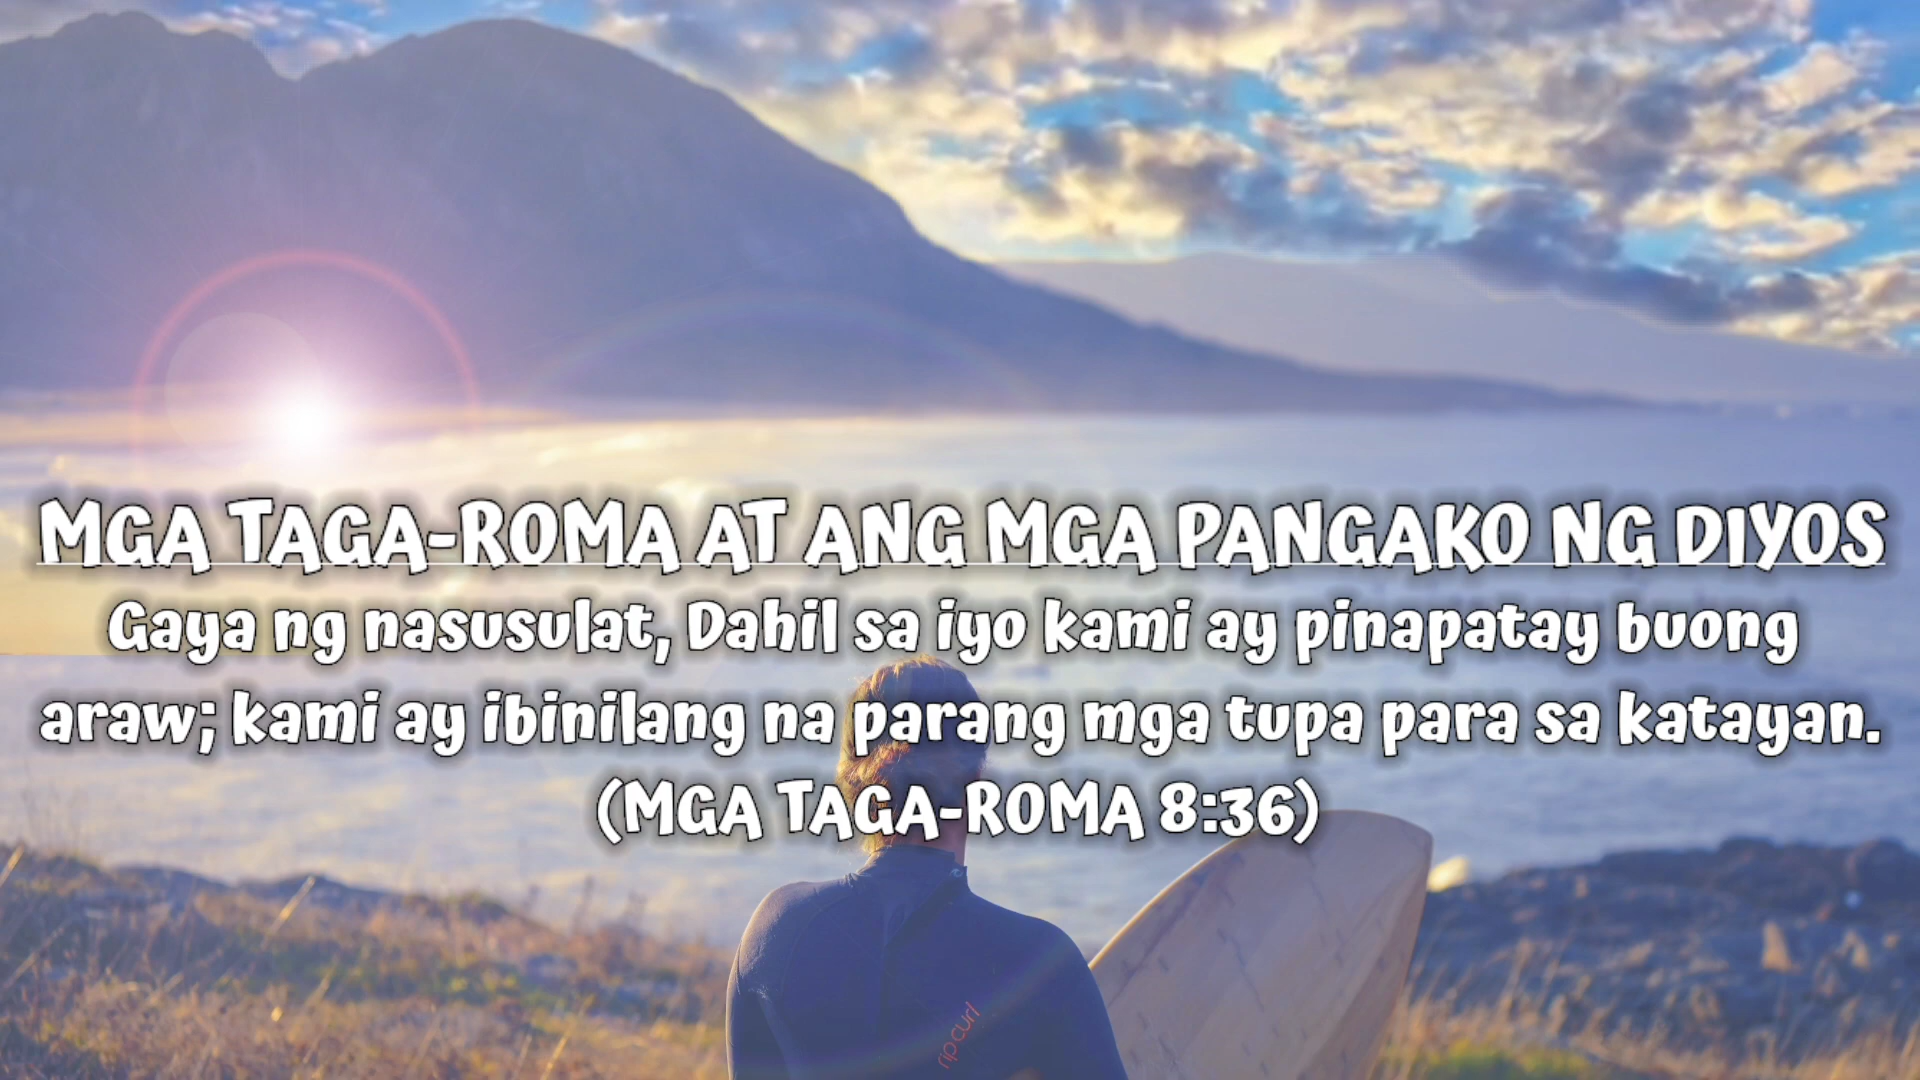 MGA TAGA-ROMA AT ANG MGA PANGAKO NG DIYOS
Gaya ng nasusulat, Dahil sa iyo kami ay pinapatay buong
araw; kami ay ibinilang na parang mga tupa para sa katayan.
(MGA TAGA-ROMA 8:36)
ripcurl